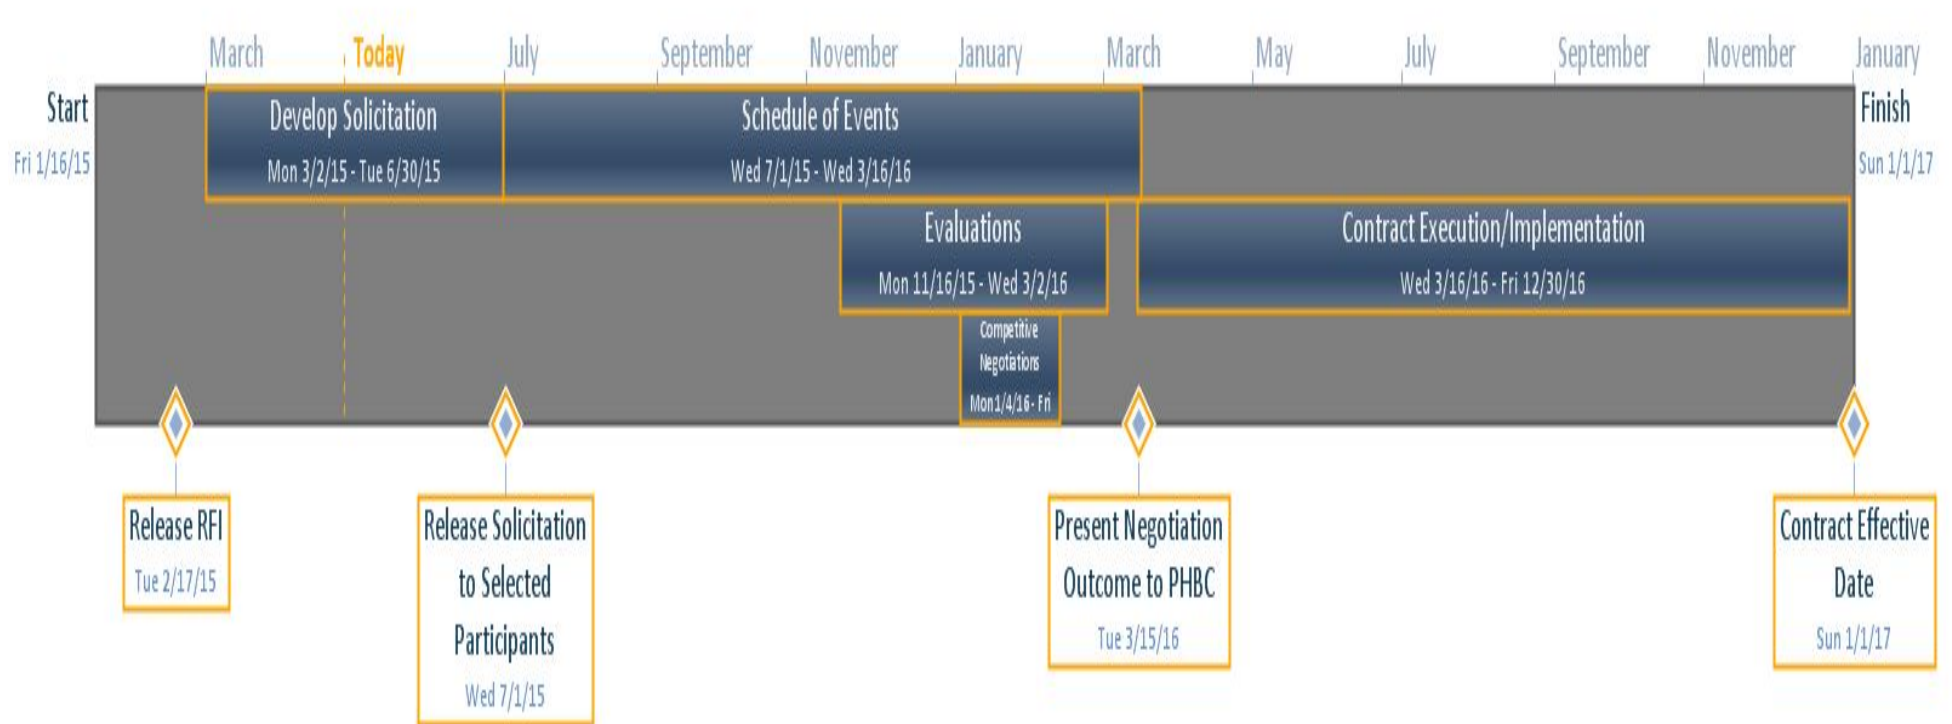 March
Today
July
September
November
January
March
May
July
September
November
January
Start
Fri 1/16/15
Develop Solicitation
Mon 3/2/15 - Tue 6/30/15
Schedule of Events
Wed 7/1/15 - Wed 3/16/16
Finish
Sun 1/1/17
Evaluations
Mon 11/16/15 - Wed 3/2/16
Contract Execution/Implementation
Wed 3/16/16 - Fri 12/30/16
Competitive
Negotiations
Mon 1/4/16 - Fri
Release RFI
Tue 2/17/15
Release Solicitation
to Selected
Participants
Wed 7/1/15
Present Negotiation
Outcome to PHBC
Tue 3/15/16
Contract Effective
Date
Sun 1/1/17